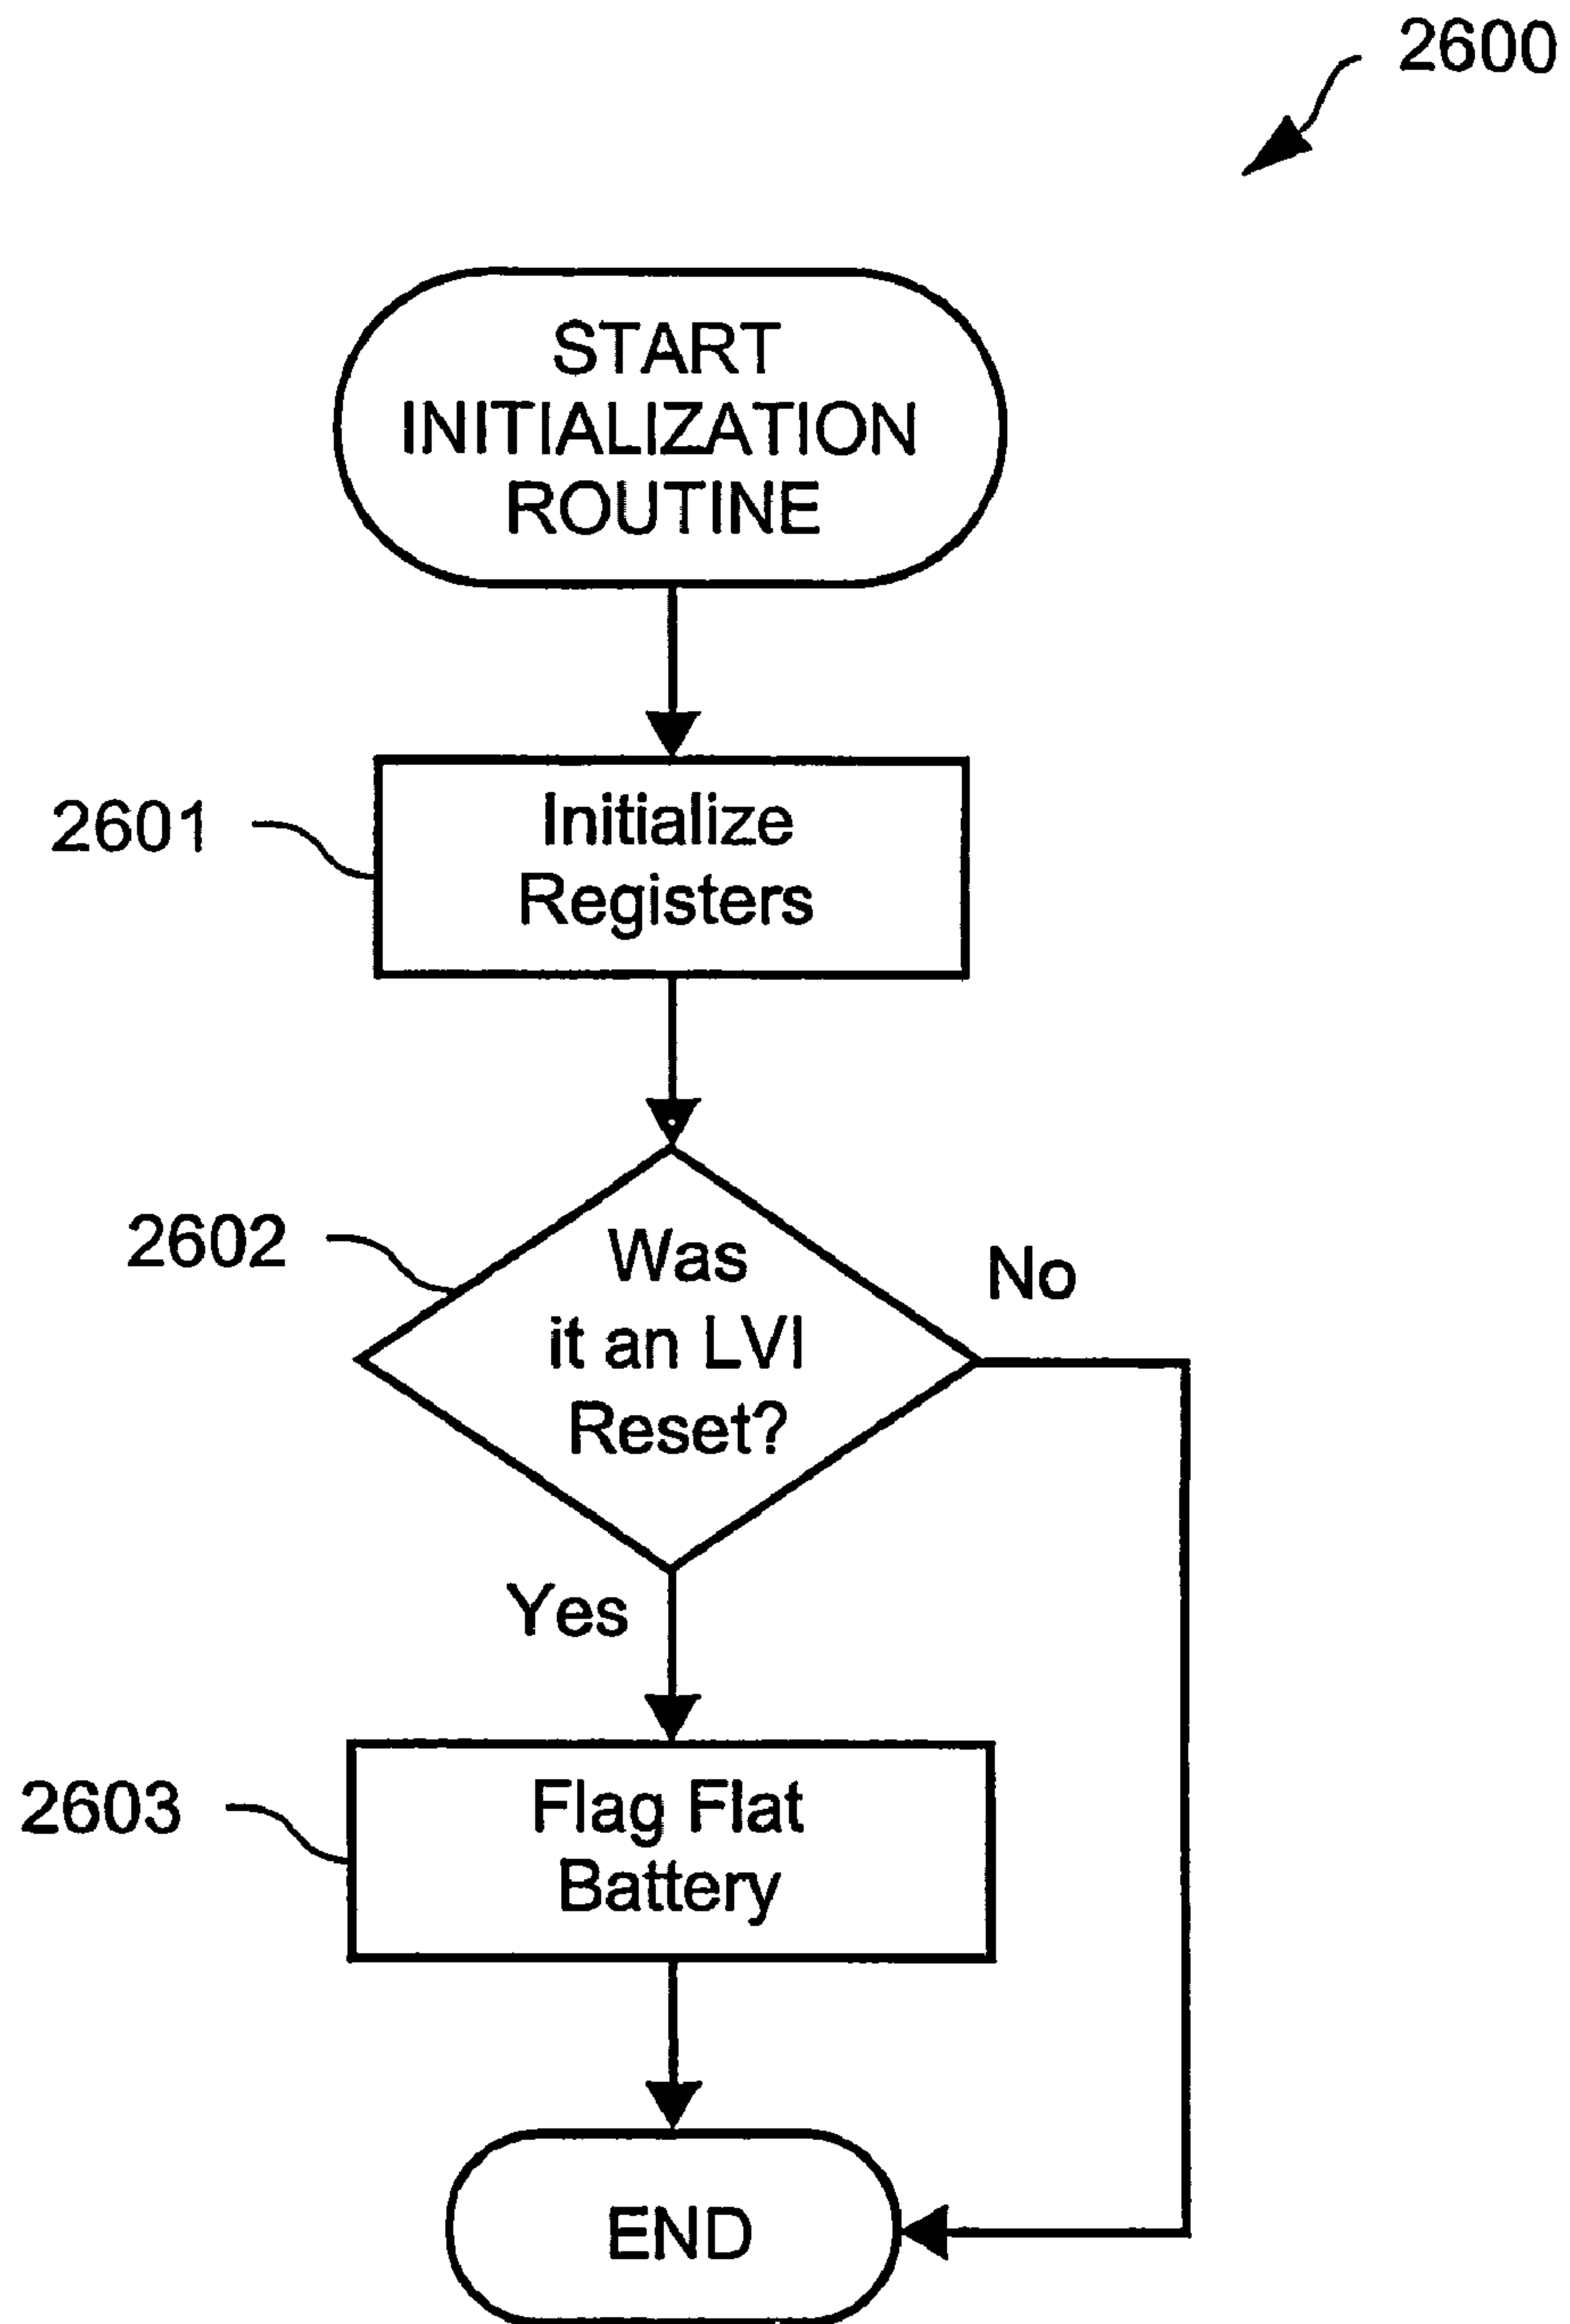 2600
START
INITIALIZATION
ROUTINE
2601
Initialize
Registers
2602
Was
it an LVI
Reset?
No
Yes
2603
Flag Flat
Battery
END